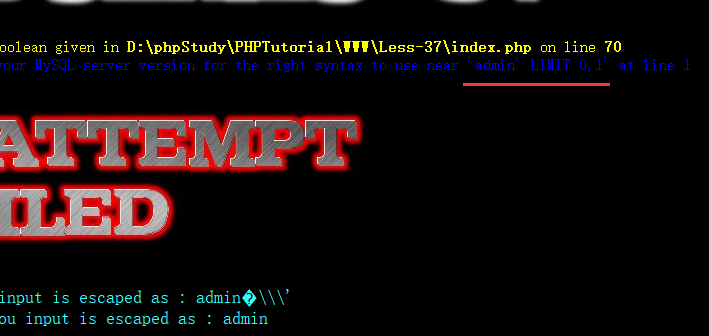 oolean given in D:\phpStudy\PHPTutorial\WWW\Less-37\index.php on line 70
your MySQL server version for the right syntax to use near 'admin' LIMIT 0,1' at line 1
ATTEMPT
ILED
input is escaped as : admin�\\\'
ou input is escaped as : admin